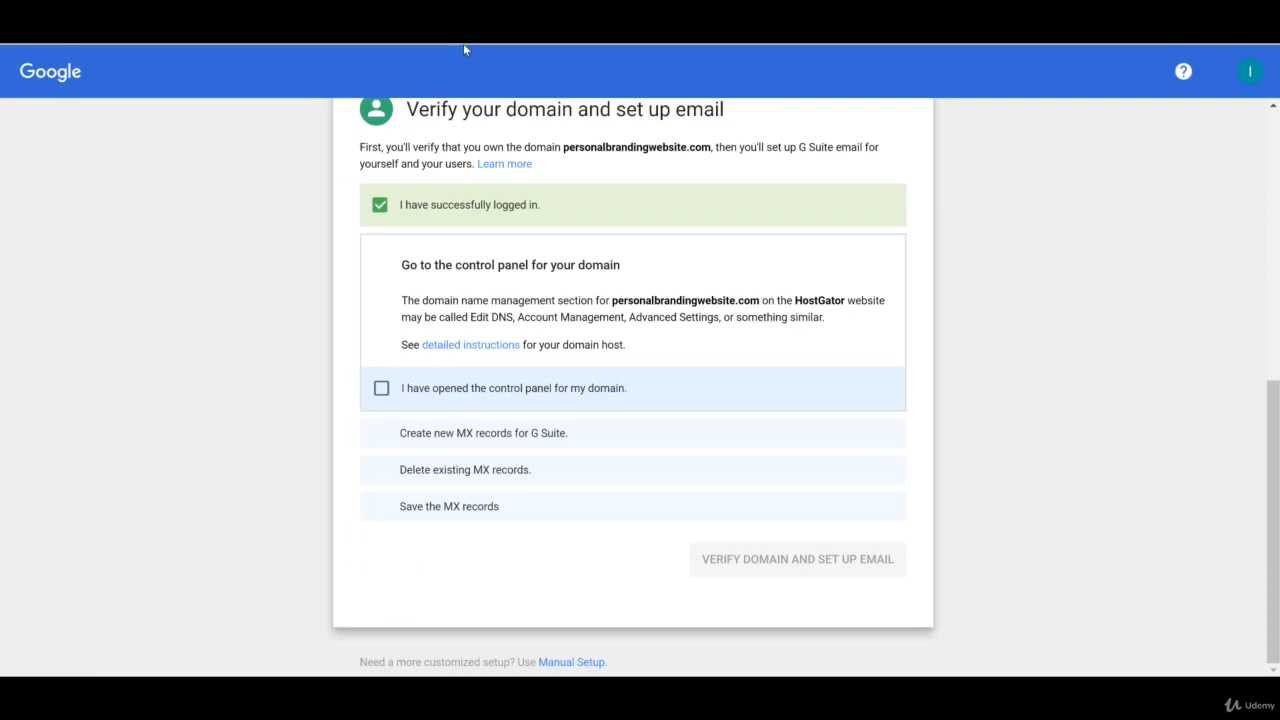 Google
?
I
Verify your domain and set up email
First, you'll verify that you own the domain personalbrandingwebsite.com, then you'll set up G Suite email for
yourself and your users. Learn more
I have successfully logged in.
Go to the control panel for your domain
The domain name management section for personalbrandingwebsite.com on the HostGator website
may be called Edit DNS, Account Management, Advanced Settings, or something similar.
See detailed instructions for your domain host.
I have opened the control panel for my domain.
Create new MX records for G Suite.
Delete existing MX records.
Save the MX records
VERIFY DOMAIN AND SET UP EMAIL
Need a more customized setup? Use Manual Setup.
Udemy